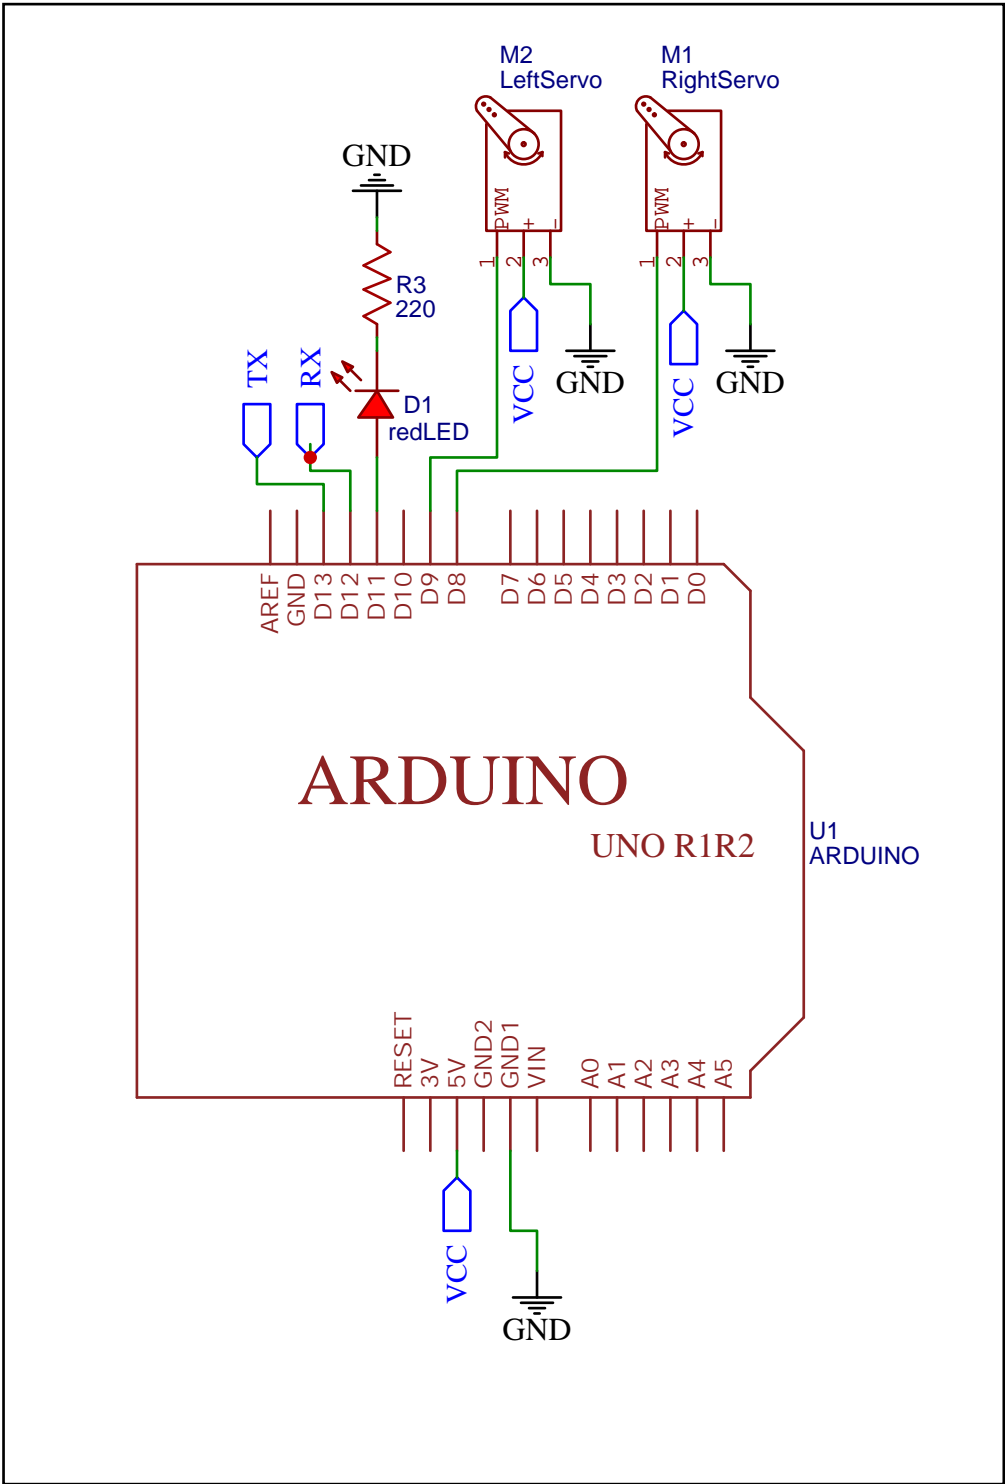 M2
LeftServo
M1
RightServo
GND
PWM
+
-
PWM
+
-
1
2
3
1
2
3
R3
220
TX
RX
VCC
GND
VCC
GND
D1
redLED
AREF
GND
D13
D12
D11
D10
D9
D8
D7
D6
D5
D4
D3
D2
D1
D0
ARDUINO
UNO R1R2
U1
ARDUINO
RESET
3V
5V
GND2
GND1
VIN
A0
A1
A2
A3
A4
A5
VCC
GND